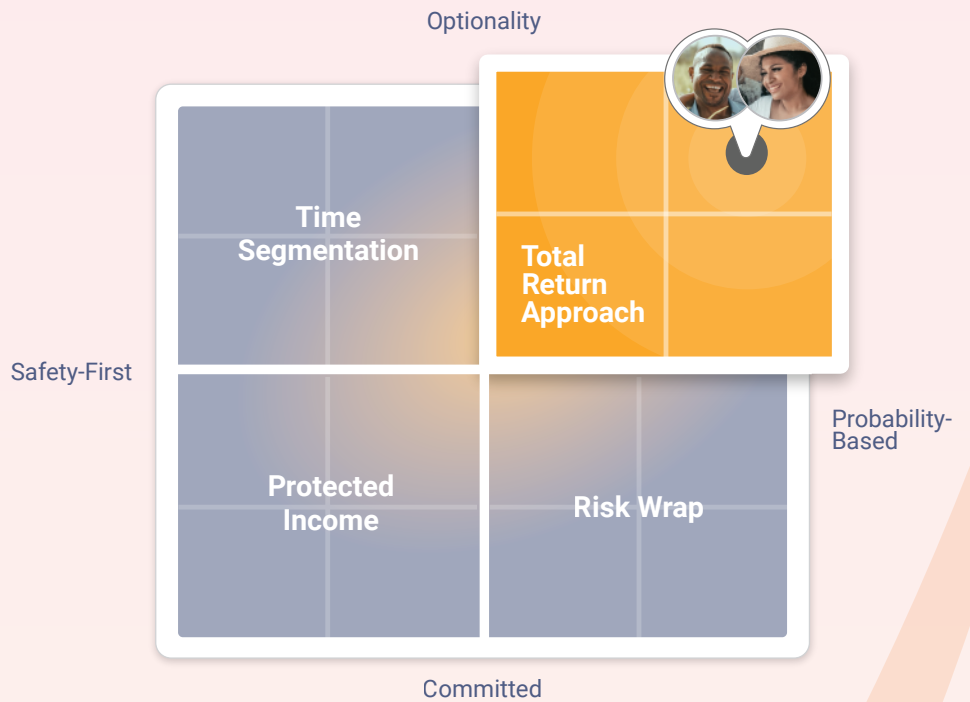 Optionality
Time
Segmentation
Total
Return
Approach
Safety-First
Probability-
Based
Protected
Income
Risk Wrap
Committed